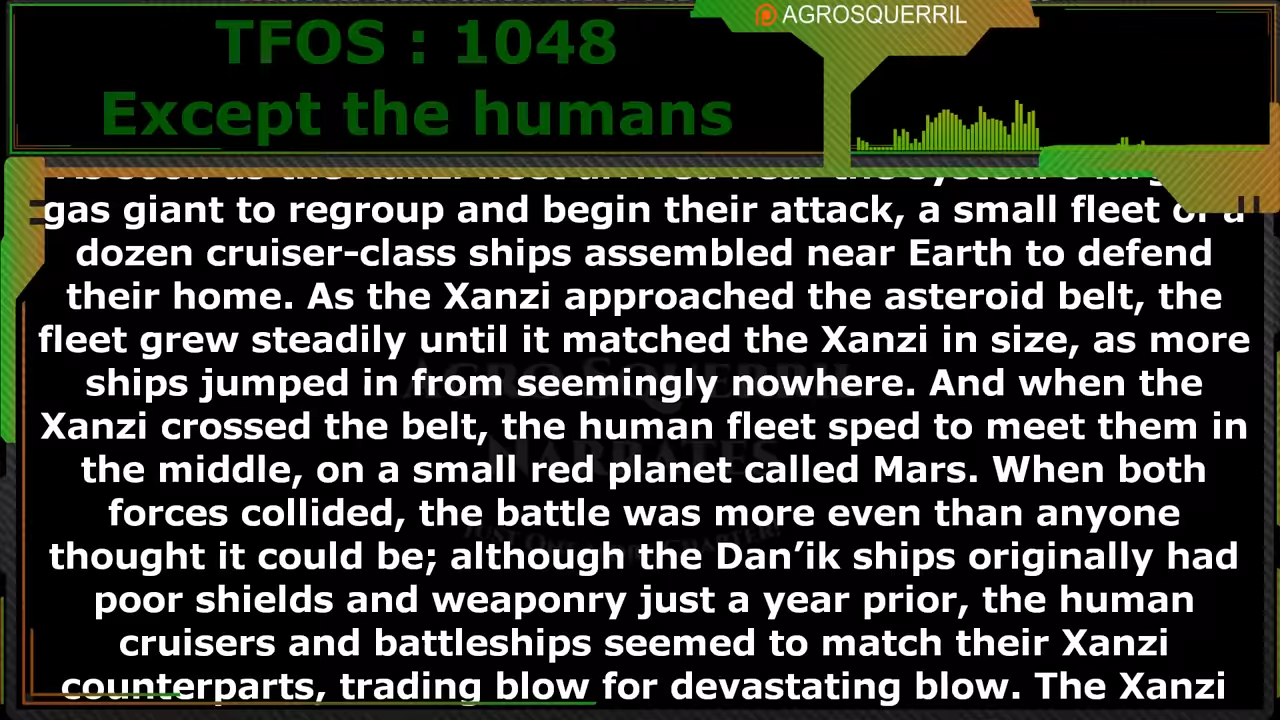 AGROSQUERRIL
TFOS : 1048
Except the humans
gas giant to regroup and begin their attack, a small fleet of a
dozen cruiser-class ships assembled near Earth to defend
their home. As the Xanzi approached the asteroid belt, the
fleet grew steadily until it matched the Xanzi in size, as more
ships jumped in from seemingly nowhere. And when the
Xanzi crossed the belt, the human fleet sped to meet them in
the middle, on a small red planet called Mars. When both
forces collided, the battle was more even than anyone
thought it could be; although the Dan’ik ships originally had
poor shields and weaponry just a year prior, the human
cruisers and battleships seemed to match their Xanzi
counterparts, trading blow for devastating blow. The Xanzi
Agro Squerril
Narrates